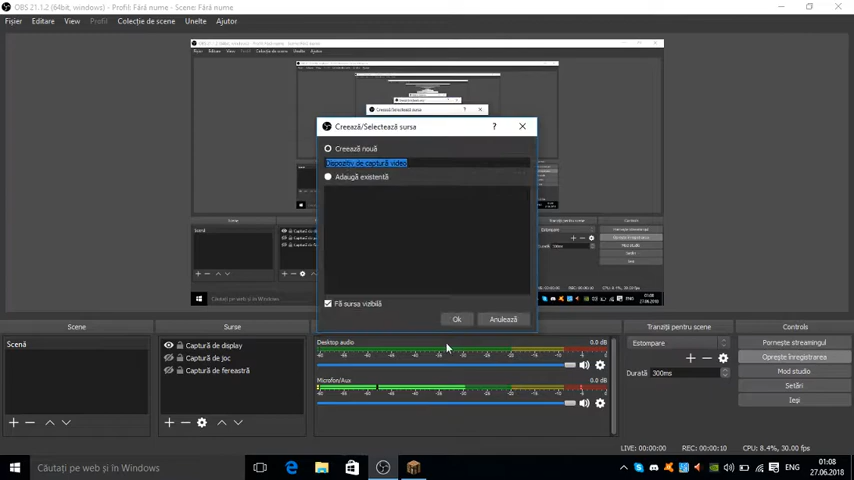 OBS 21.1.2 (64bit, windows) - Profil: Fără nume - Scene: Fără nume
Fișier Editare View Profil Colecție de scene Unelte Ajutor
Creează/Selectează sursa
Creează nouă
Dispozitiv de captură video
Adaugă existentă
Fă sursa vizibilă
Ok Anulează
Scene
Scenă
Surse
Captură de display
Captură de joc
Captură de fereastră
Desktop audio 0.0 dB
Microfon/Aux 0.0 dB
Tranziții pentru scene
Estompare
Durată 300ms
Controls
Pornește streamingul
Oprește înregistrarea
Mod studio
Setări
Ieși
LIVE: 00:00:00 REC: 00:00:10 CPU: 8.4%, 30.00 fps
Căutați pe web și în Windows
ENG
01:08
27.06.2018